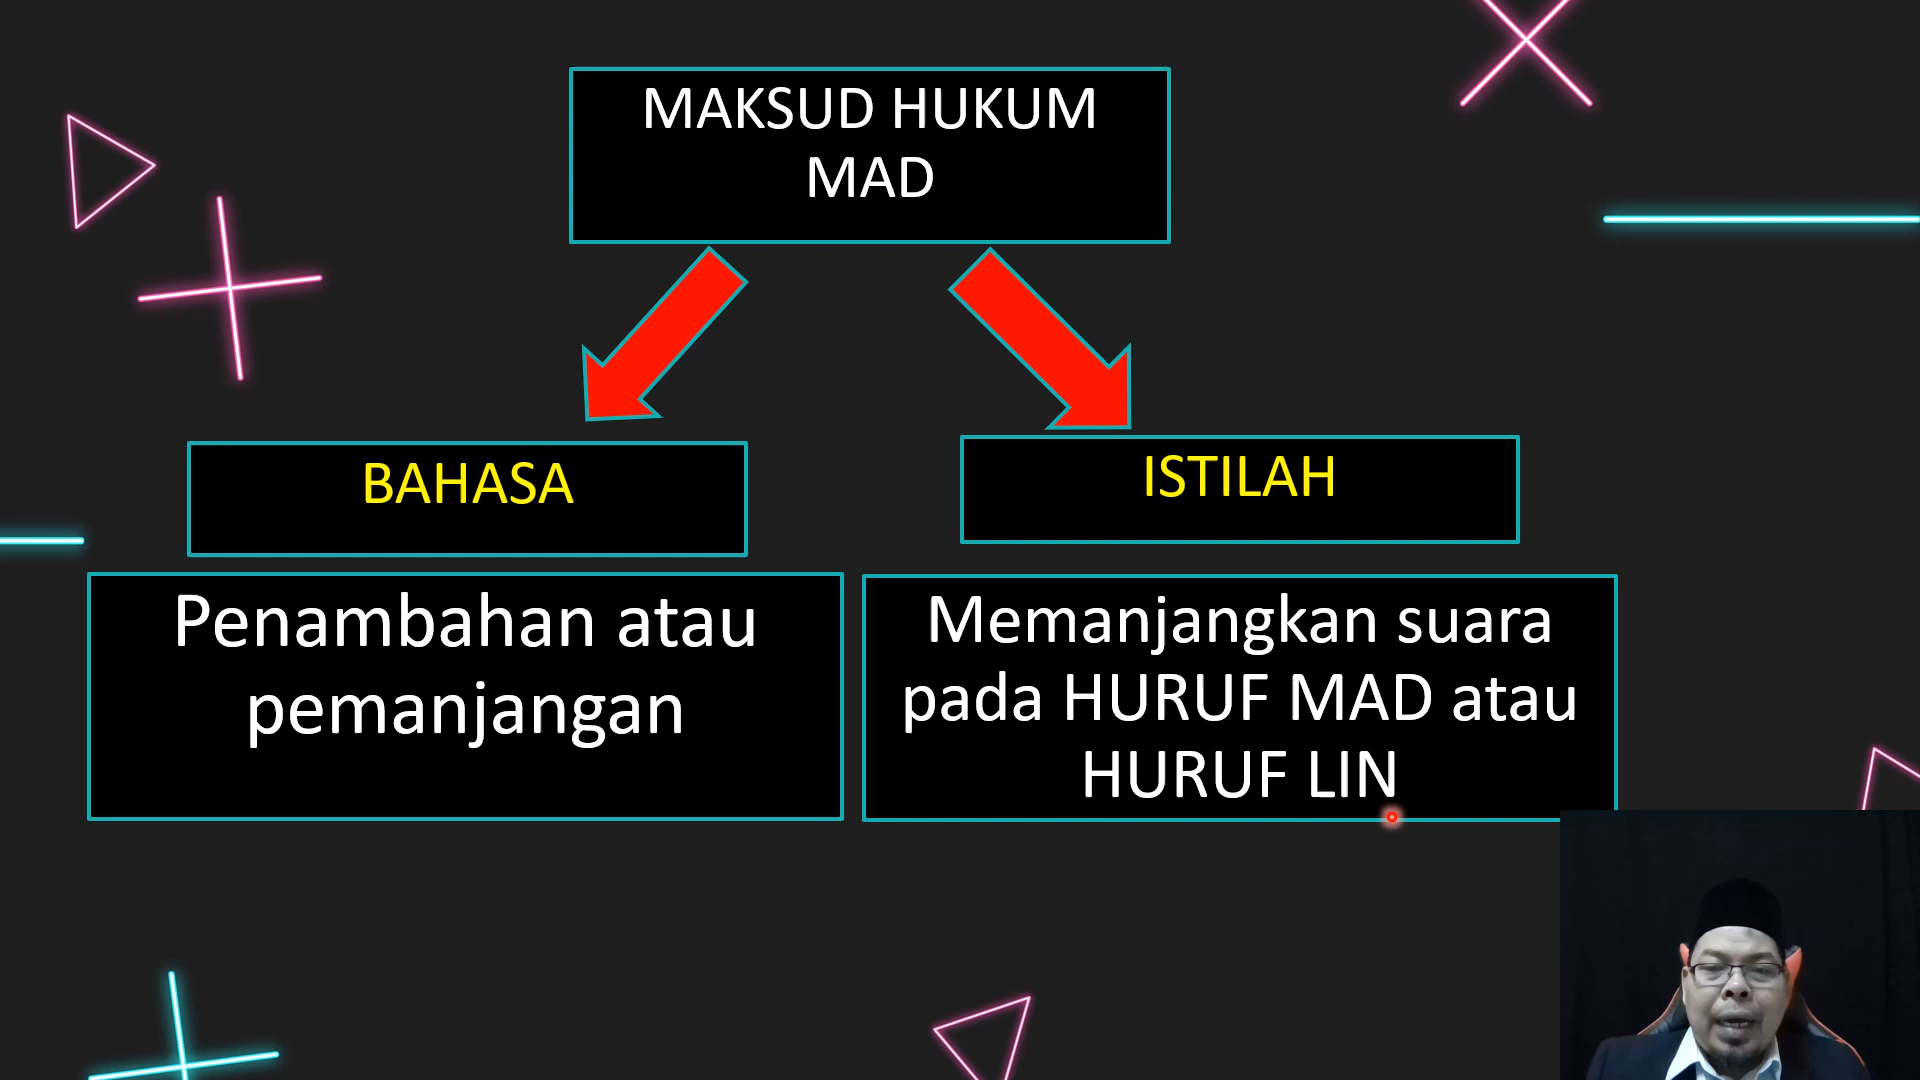 MAKSUD HUKUM
MAD
BAHASA
ISTILAH
Penambahan atau
pemanjangan
Memanjangkan suara
pada HURUF MAD atau
HURUF LIN